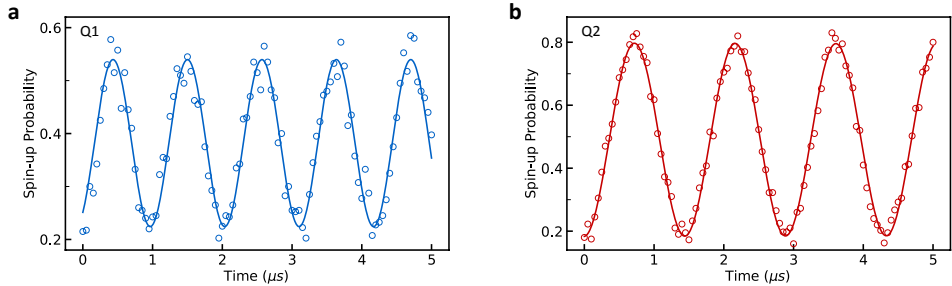 a
Q1
Spin-up Probability
0.6
0.4
0.2
0 1 2 3 4 5
Time (μs)
b
Q2
Spin-up Probability
0.8
0.6
0.4
0.2
0 1 2 3 4 5
Time (μs)